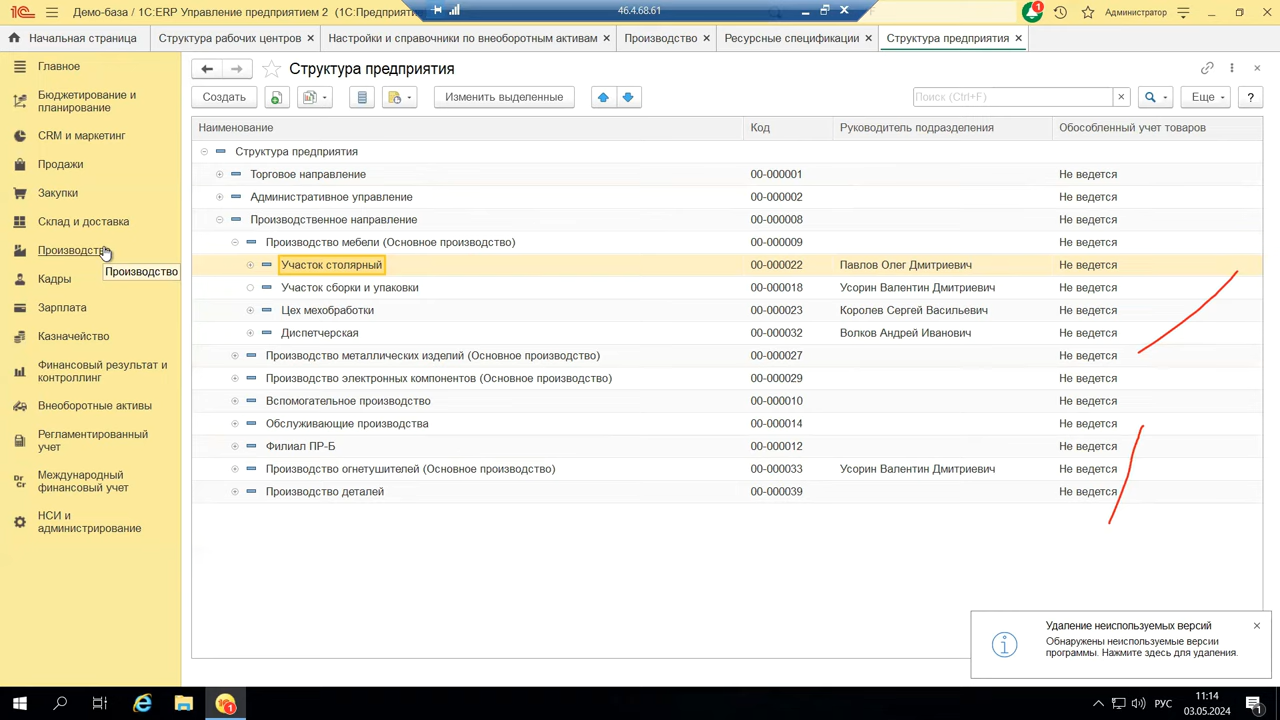 1С Демо-база / 1C:ERP Управление предприятием 2 (1С:Предприятие
46.4.68.61
1
Администратор
Начальная страница
Структура рабочих центров ×
Настройки и справочники по внеоборотным активам ×
Производство ×
Ресурсные спецификации ×
Структура предприятия ×
Главное
Бюджетирование и
планирование
CRM и маркетинг
Продажи
Закупки
Склад и доставка
Производство
Производство
Кадры
Зарплата
Казначейство
Финансовый результат и
контроллинг
Внеоборотные активы
Регламентированный
учет
Dr
Cr
Международный
финансовый учет
НСИ и
администрирование
Структура предприятия
Создать
Изменить выделенные
Поиск (Ctrl+F)
×
Еще
?
Наименование Код Руководитель подразделения Обособленный учет товаров
Структура предприятия
Торговое направление 00-000001 Не ведется
Административное управление 00-000002 Не ведется
Производственное направление 00-000008 Не ведется
Производство мебели (Основное производство) 00-000009 Не ведется
Участок столярный 00-000022 Павлов Олег Дмитриевич Не ведется
Участок сборки и упаковки 00-000018 Усорин Валентин Дмитриевич Не ведется
Цех мехобработки 00-000023 Королев Сергей Васильевич Не ведется
Диспетчерская 00-000032 Волков Андрей Иванович Не ведется
Производство металлических изделий (Основное производство) 00-000027 Не ведется
Производство электронных компонентов (Основное производство) 00-000029 Не ведется
Вспомогательное производство 00-000010 Не ведется
Обслуживающие производства 00-000014 Не ведется
Филиал ПР-Б 00-000012 Не ведется
Производство огнетушителей (Основное производство) 00-000033 Усорин Валентин Дмитриевич Не ведется
Производство деталей 00-000039 Не ведется
Удаление неиспользуемых версий
Обнаружены неиспользуемые версии
программы. Нажмите здесь для удаления.
1
РУС
11:14
03.05.2024
1